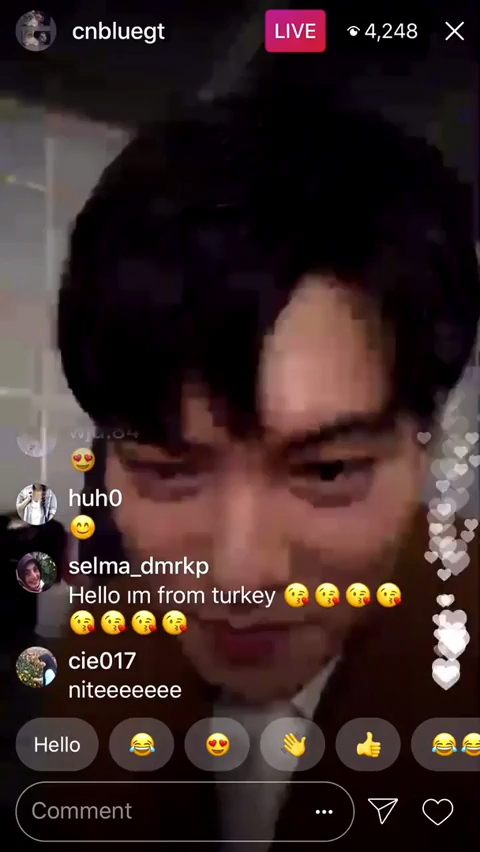 cnbluegt
LIVE
4,248
huh0
😊
selma_dmrkp
Hello ım from turkey 😘😘😘😘
😘😘😘😘
cie017
niteeeeeee
Hello
Comment